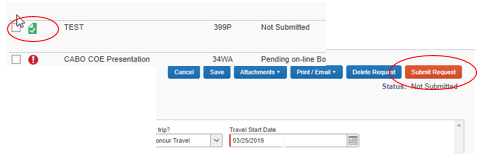 TEST 399P Not Submitted
CABO COE Presentation 34WA Pending on-line Bo
Cancel Save Attachments Print / Email Delete Request Submit Request
Status: Not Submitted
trip? Travel Start Date
oncur Travel 03/25/2019